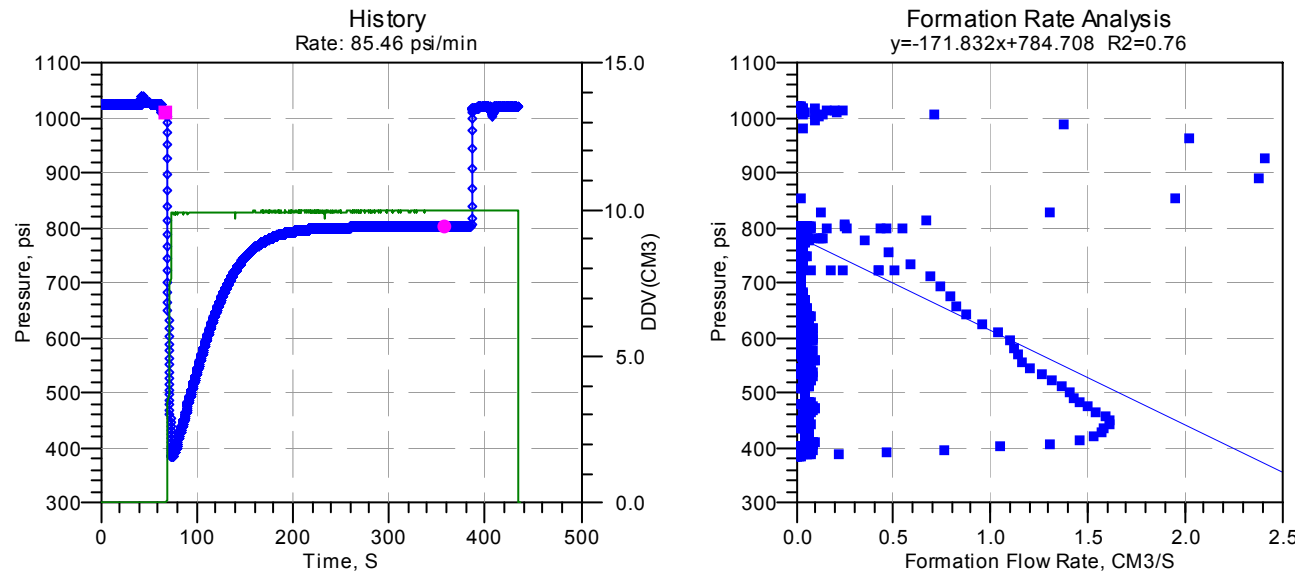 History
Rate: 85.46 psi/min
1100
1000
900
800
700
600
500
400
300
Pressure, psi
15.0
10.0
5.0
0.0
DDV(CM3)
0 100 200 300 400 500
Time, S
Formation Rate Analysis
y=-171.832x+784.708 R2=0.76
1100
1000
900
800
700
600
500
400
300
Pressure, psi
0.0 0.5 1.0 1.5 2.0 2.5
Formation Flow Rate, CM3/S